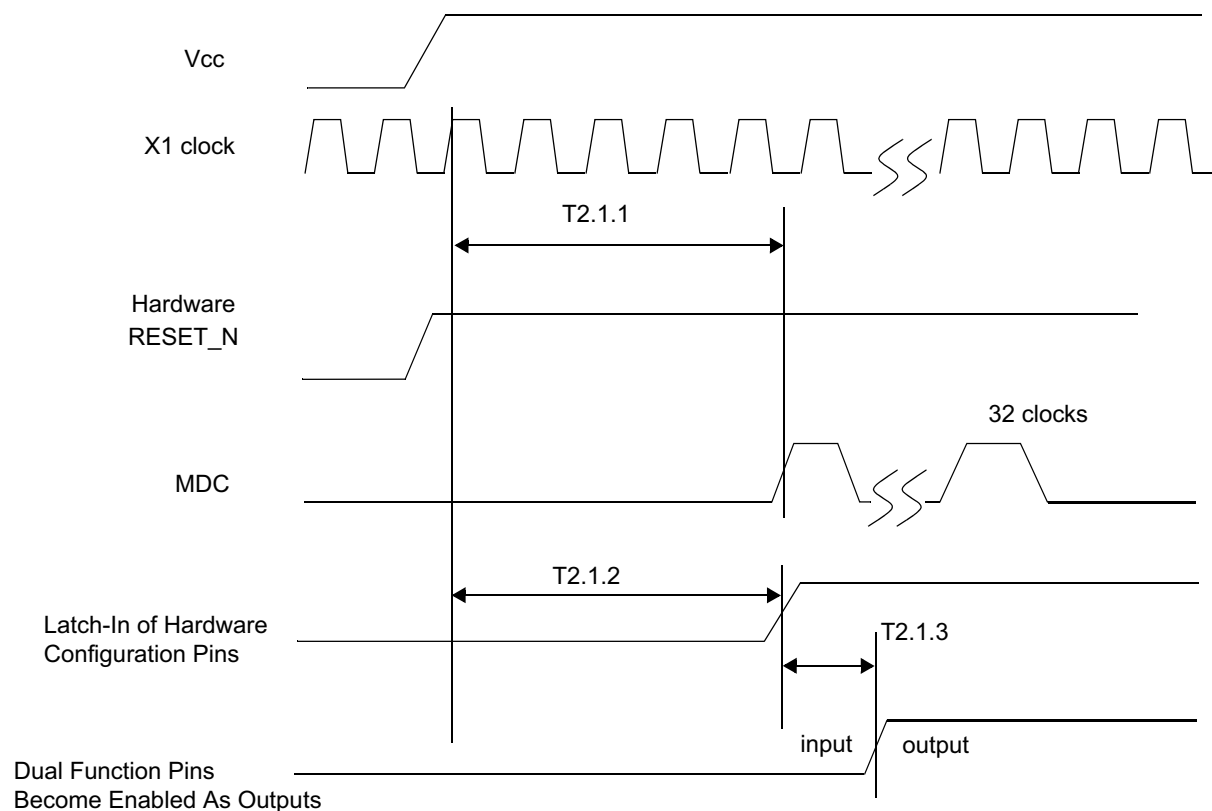 Vcc
X1 clock
T2.1.1
Hardware
RESET_N
32 clocks
MDC
T2.1.2
Latch-In of Hardware
Configuration Pins
T2.1.3
input
output
Dual Function Pins
Become Enabled As Outputs